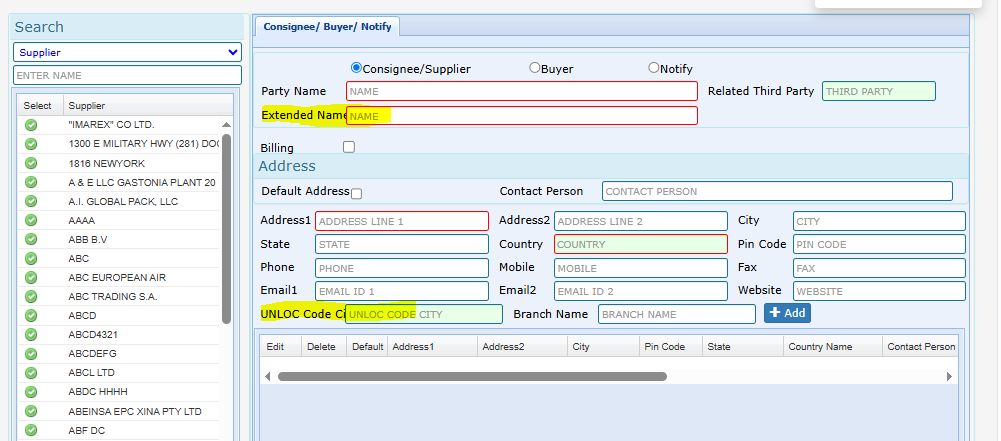 Search
Supplier
ENTER NAME
Select Supplier
"IMAREX" CO LTD.
1300 E MILITARY HWY (281) DO
1816 NEWYORK
A & E LLC GASTONIA PLANT 20
A.I. GLOBAL PACK, LLC
AAAA
ABB B.V
ABC
ABC EUROPEAN AIR
ABC TRADING S.A.
ABCD
ABCD4321
ABCDEFG
ABCL LTD
ABDC HHHH
ABEINSA EPC XINA PTY LTD
ABF DC
Consignee/ Buyer/ Notify
Consignee/Supplier Buyer Notify
Party Name NAME Related Third Party THIRD PARTY
Extended Name NAME
Billing
Address
Default Address Contact Person CONTACT PERSON
Address1 ADDRESS LINE 1 Address2 ADDRESS LINE 2 City CITY
State STATE Country COUNTRY Pin Code PIN CODE
Phone PHONE Mobile MOBILE Fax FAX
Email1 EMAIL ID 1 Email2 EMAIL ID 2 Website WEBSITE
UNLOC Code Ci UNLOC CODE CITY Branch Name BRANCH NAME + Add
Edit Delete Default Address1 Address2 City Pin Code State Country Name Contact Person